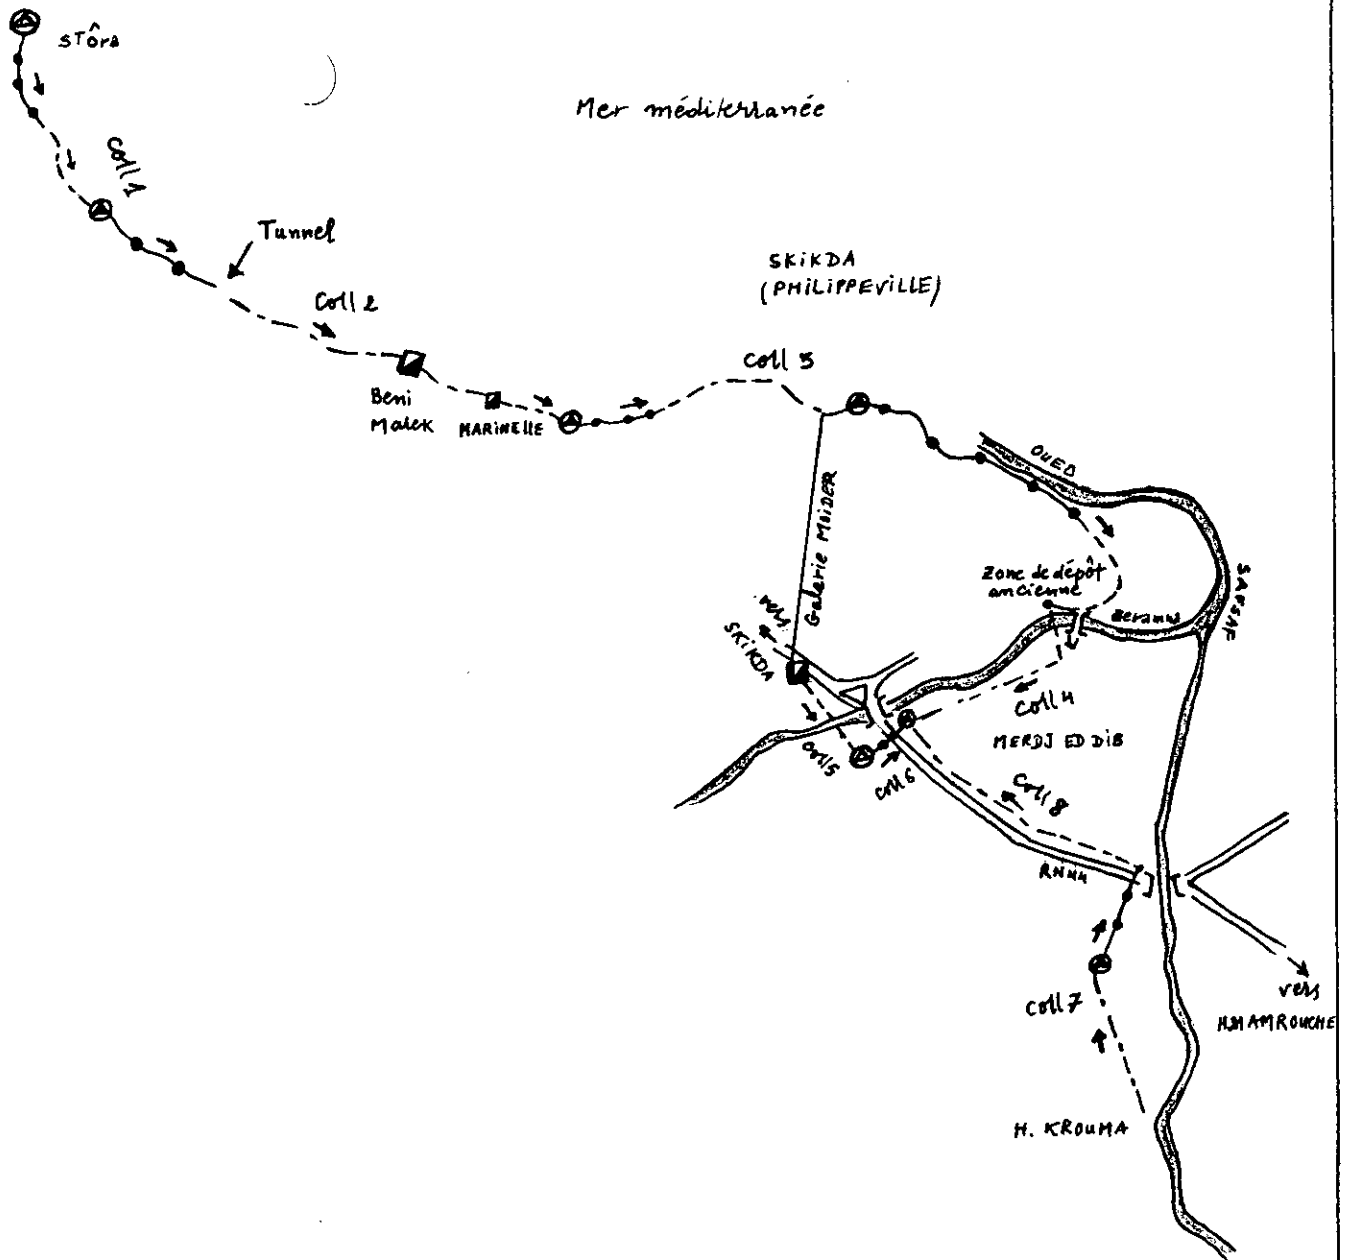 STôra
Mer méditerranée
Coll 1
Tunnel
SKIKDA
(PHILIPPEVILLE)
Coll 2
Coll 3
Beni
Malek
MARINELLE
OUED
SAFSAF
Galerie MOIDER
Zone de dépôt
ancienne
Zeramna
vers
SKIKDA
Coll 4
MERDJ ED DIB
Coll 5
Coll 6
Coll 8
RN44
Coll 7
vers
H.HAMROUCHE
H. KROUMA